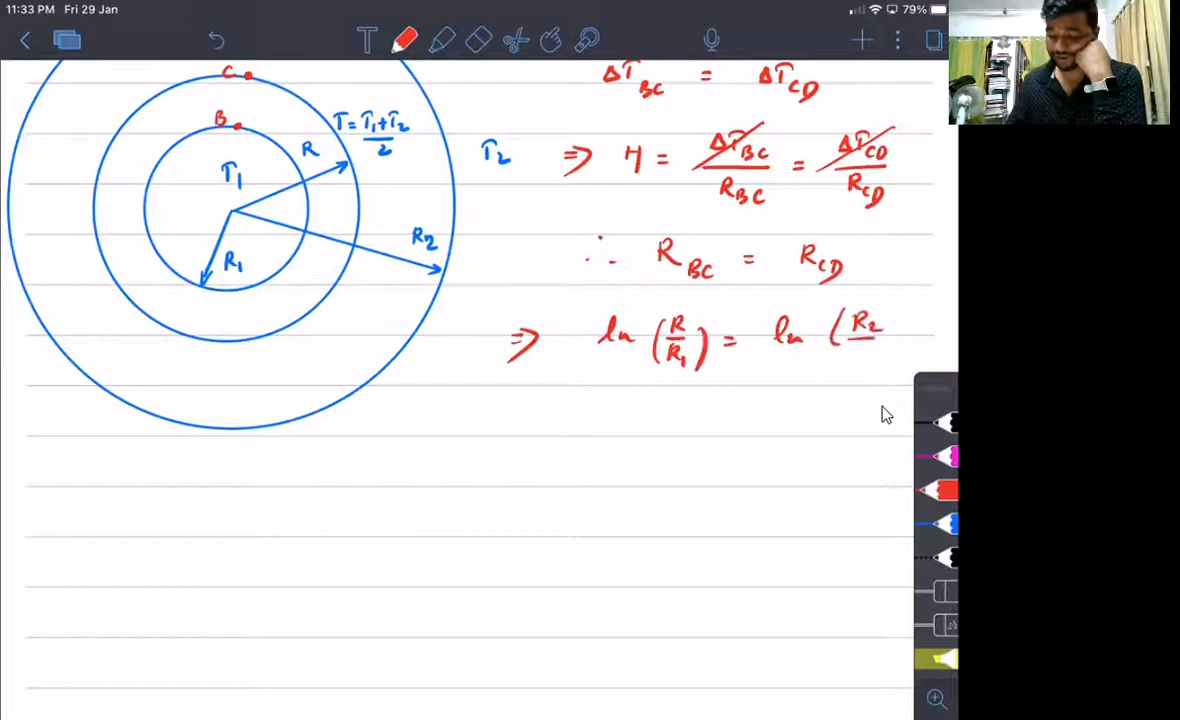 11:33 PM Fri 29 Jan
79%
C
ΔT_BC = ΔT_CD
B
T = T₁+T₂/2
R
T₁
T₂
⇒ H = ΔT_BC/R_BC = ΔT_CD/R_CD
R₂
R₁
∴ R_BC = R_CD
⇒ ln (R/R₁) = ln (R₂